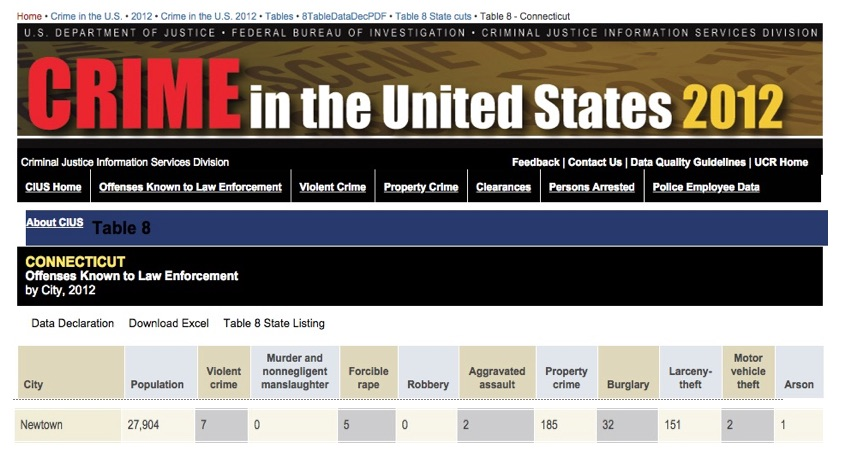 Home • Crime in the U.S. • 2012 • Crime in the U.S. 2012 • Tables • 8TableDataDecPDF • Table 8 State cuts • Table 8 - Connecticut
U.S. DEPARTMENT OF JUSTICE • FEDERAL BUREAU OF INVESTIGATION • CRIMINAL JUSTICE INFORMATION SERVICES DIVISION
CRIME in the United States 2012
Criminal Justice Information Services Division Feedback | Contact Us | Data Quality Guidelines | UCR Home
CIUS Home Offenses Known to Law Enforcement Violent Crime Property Crime Clearances Persons Arrested Police Employee Data
About CIUS Table 8
CONNECTICUT
Offenses Known to Law Enforcement
by City, 2012
Data Declaration Download Excel Table 8 State Listing
City Population Violent crime Murder and nonnegligent manslaughter Forcible rape Robbery Aggravated assault Property crime Burglary Larceny-theft Motor vehicle theft Arson
Newtown 27,904 7 0 5 0 2 185 32 151 2 1